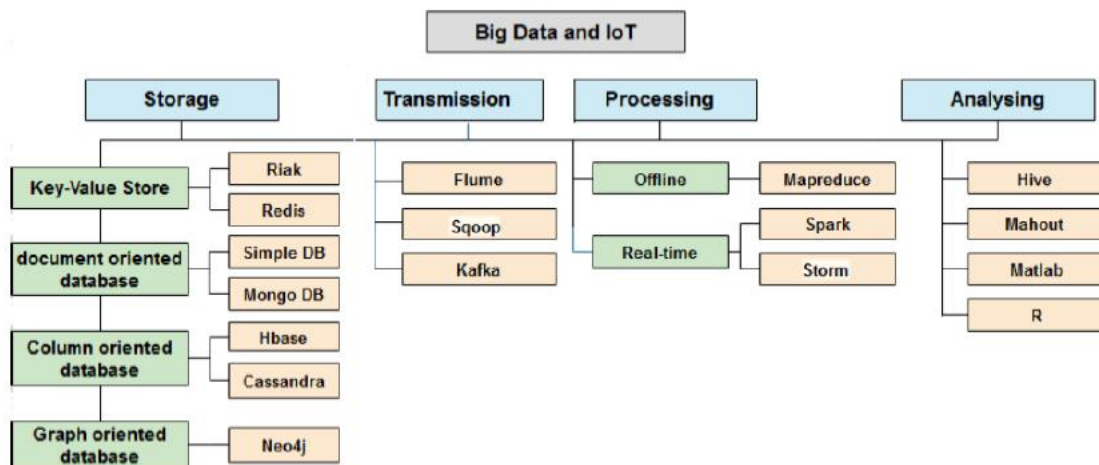 Big Data and IoT
Storage
Transmission
Processing
Analysing
Key-Value Store
Riak
Redis
document oriented
database
Simple DB
Mongo DB
Column oriented
database
Hbase
Cassandra
Graph oriented
database
Neo4j
Flume
Sqoop
Kafka
Offline
Mapreduce
Real-time
Spark
Storm
Hive
Mahout
Matlab
R